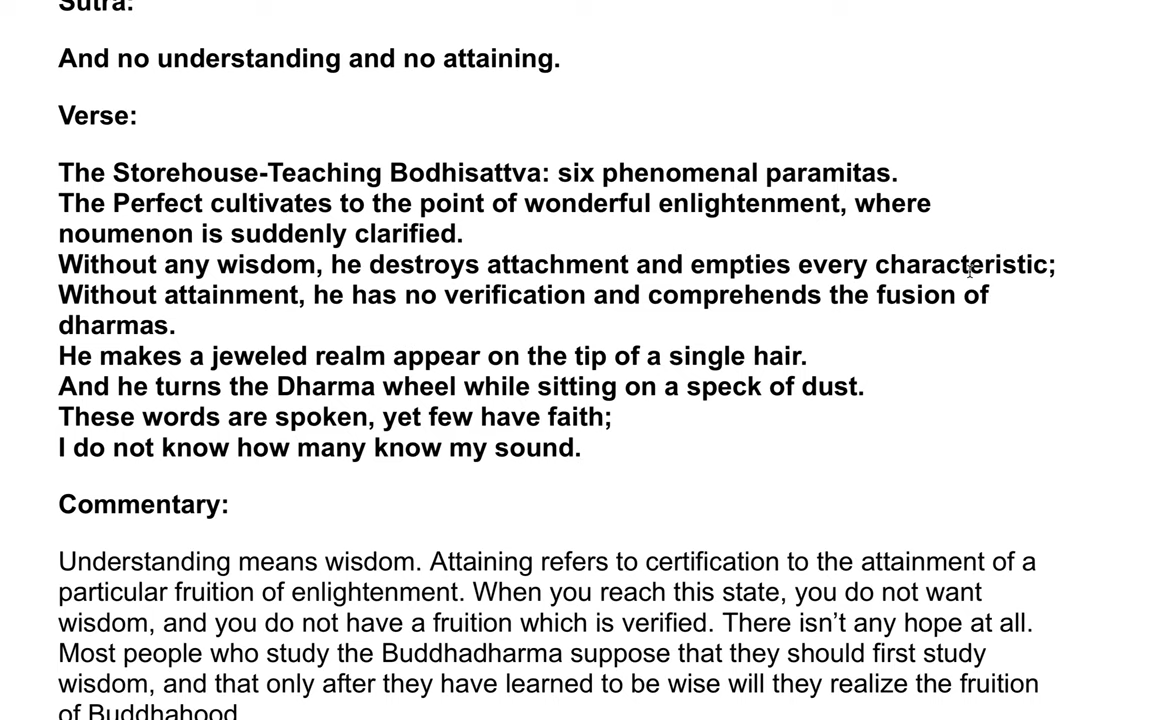 Sutra:
And no understanding and no attaining.
Verse:
The Storehouse-Teaching Bodhisattva: six phenomenal paramitas.
The Perfect cultivates to the point of wonderful enlightenment, where
noumenon is suddenly clarified.
Without any wisdom, he destroys attachment and empties every characteristic;
Without attainment, he has no verification and comprehends the fusion of
dharmas.
He makes a jeweled realm appear on the tip of a single hair.
And he turns the Dharma wheel while sitting on a speck of dust.
These words are spoken, yet few have faith;
I do not know how many know my sound.
Commentary:
Understanding means wisdom. Attaining refers to certification to the attainment of a
particular fruition of enlightenment. When you reach this state, you do not want
wisdom, and you do not have a fruition which is verified. There isn’t any hope at all.
Most people who study the Buddhadharma suppose that they should first study
wisdom, and that only after they have learned to be wise will they realize the fruition
of Buddhahood